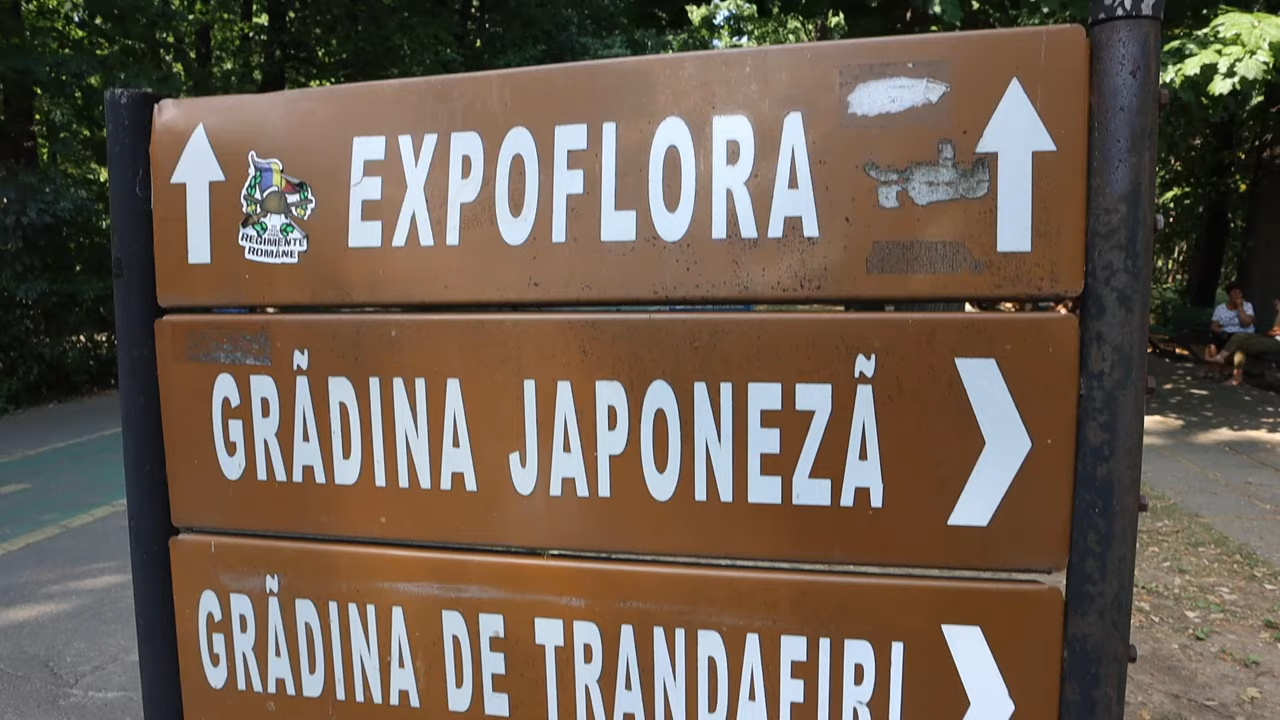 EXPOFLORA
REGIMENTE
ROMÂNE
GRÃDINA JAPONEZÃ
GRÃDINA DE TRANDAFIRI